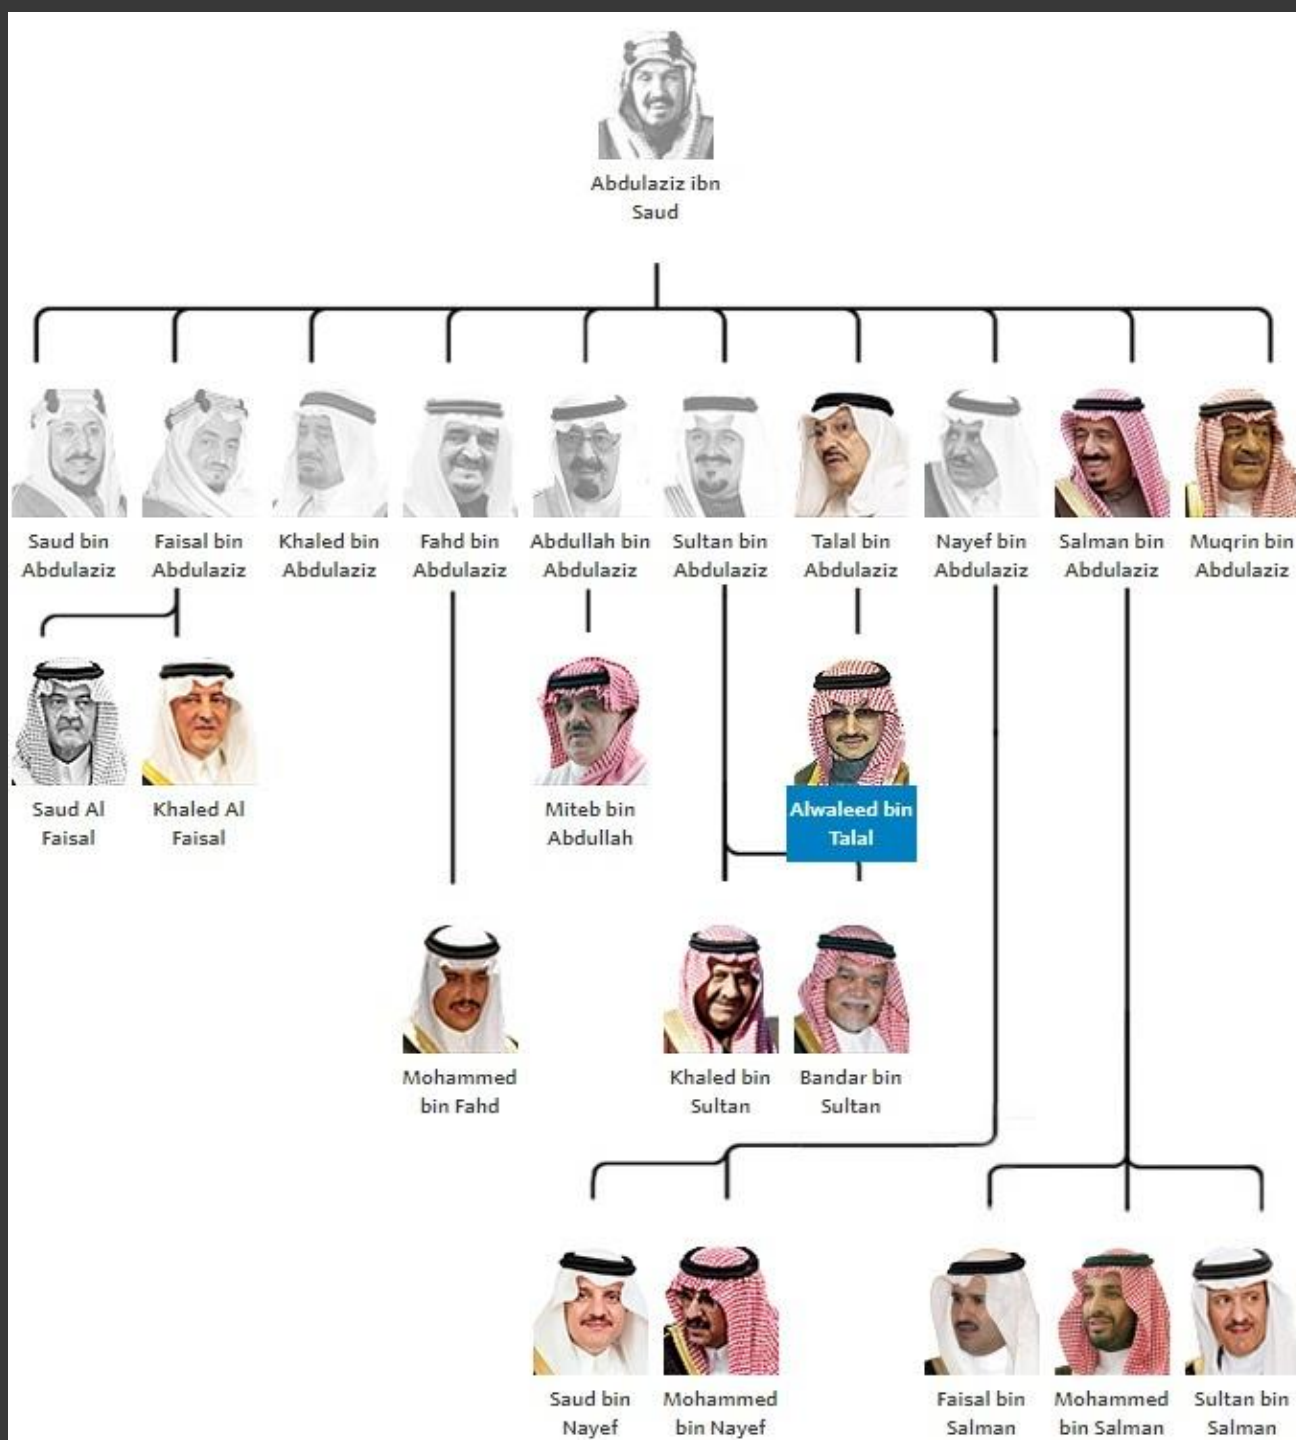 Abdulaziz ibn
Saud
Saud bin
Abdulaziz
Faisal bin
Abdulaziz
Khaled bin
Abdulaziz
Fahd bin
Abdulaziz
Abdullah bin
Abdulaziz
Sultan bin
Abdulaziz
Talal bin
Abdulaziz
Nayef bin
Abdulaziz
Salman bin
Abdulaziz
Muqrin bin
Abdulaziz
Saud Al
Faisal
Khaled Al
Faisal
Miteb bin
Abdullah
Alwaleed bin
Talal
Mohammed
bin Fahd
Khaled bin
Sultan
Bandar bin
Sultan
Saud bin
Nayef
Mohammed
bin Nayef
Faisal bin
Salman
Mohammed
bin Salman
Sultan bin
Salman